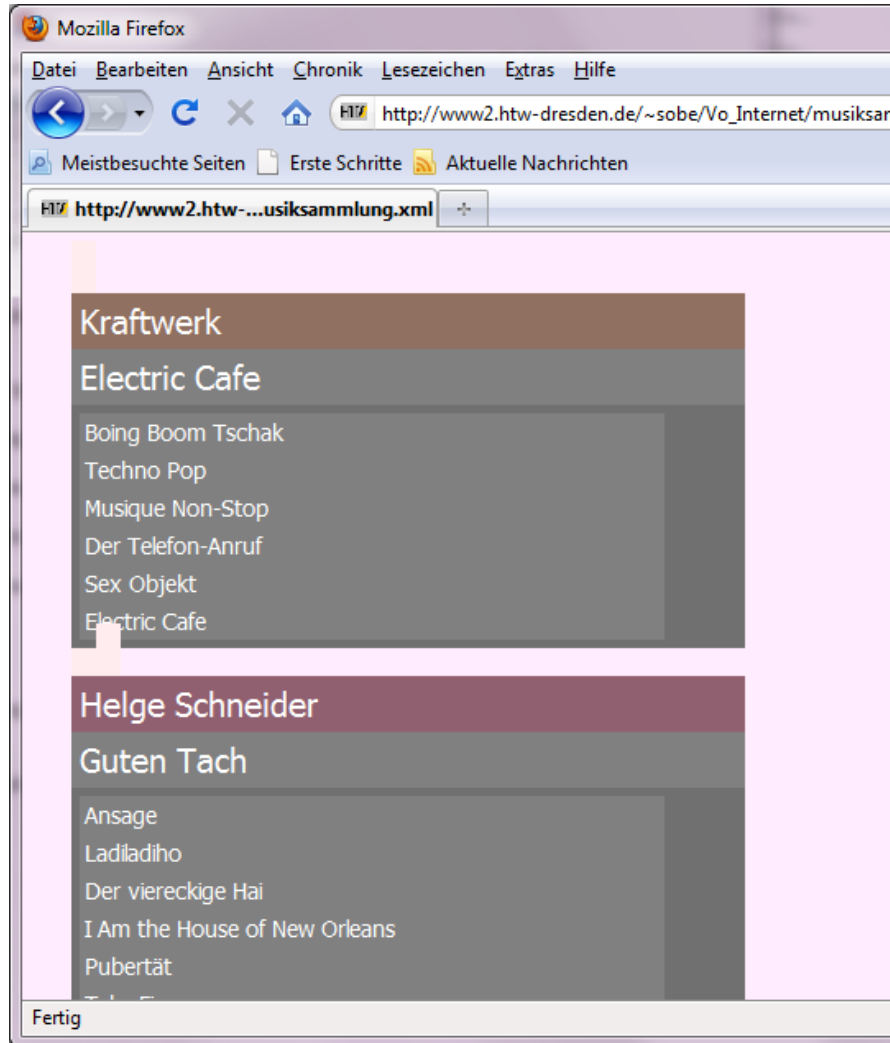 Mozilla Firefox
Datei Bearbeiten Ansicht Chronik Lesezeichen Extras Hilfe
HTW http://www2.htw-dresden.de/~sobe/Vo_Internet/musiksar
Meistbesuchte Seiten Erste Schritte Aktuelle Nachrichten
HTW http://www2.htw-...usiksammlung.xml
Kraftwerk
Electric Cafe
Boing Boom Tschak
Techno Pop
Musique Non-Stop
Der Telefon-Anruf
Sex Objekt
Electric Cafe
Helge Schneider
Guten Tach
Ansage
Ladiladiho
Der viereckige Hai
I Am the House of New Orleans
Pubertät
Fertig